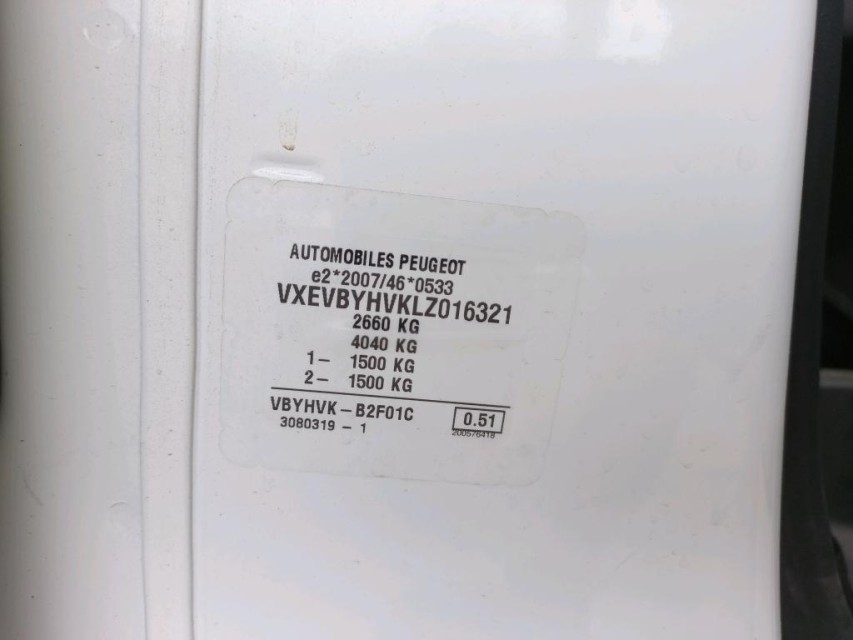 AUTOMOBILES PEUGEOT
e2*2007/46*0533
VXEVBYHVKLZ016321
2660 KG
4040 KG
1– 1500 KG
2– 1500 KG
VBYHVK – B2F01C
0.51
3080319 – 1
200576418